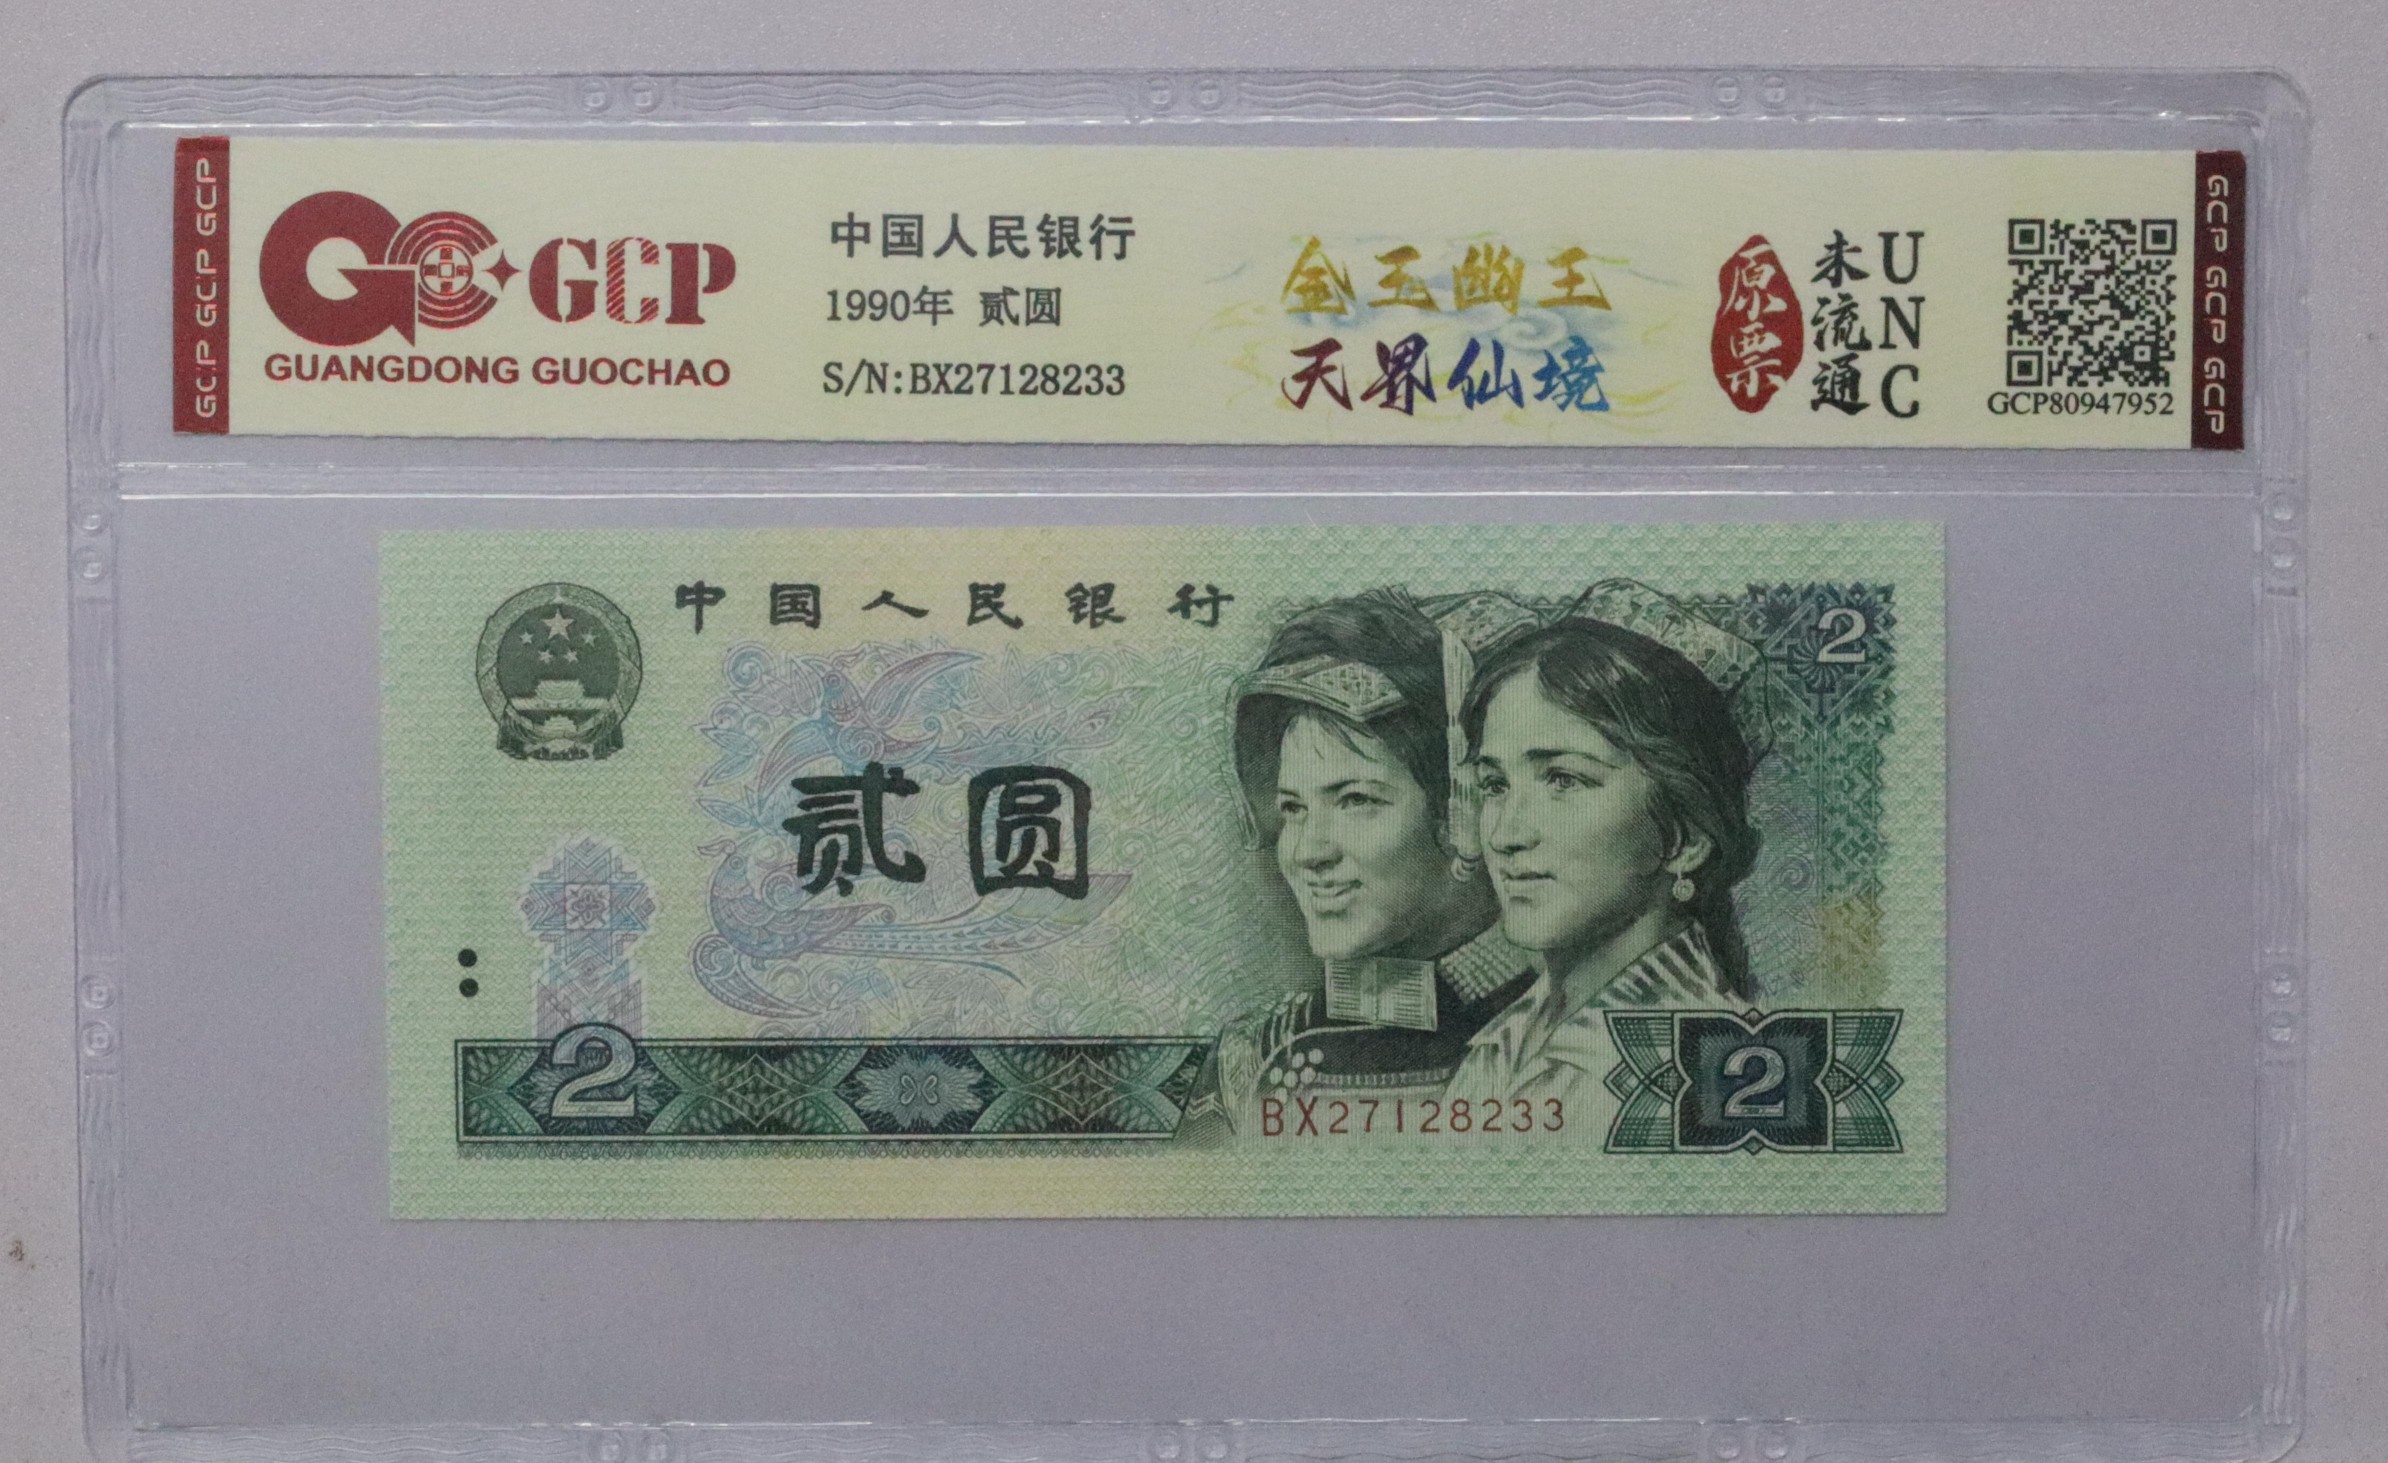 GCP GCP GCP
GCP
GUANGDONG GUOCHAO
中国人民银行
1990年 贰圆
S/N:BX27128233
金玉幽王
天界仙境
原票
未流通
UNC
GCP80947952
GCP GCP GCP
中国人民银行
2
贰圆
2
BX27128233
2